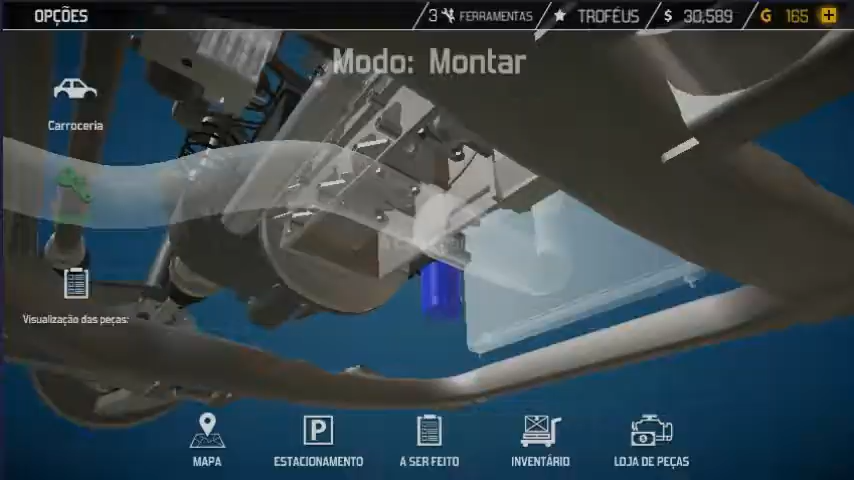 OPÇÕES
3 FERRAMENTAS
TROFÉUS
$ 30,589
G 165
Modo: Montar
Carroceria
Visualização das peças:
MAPA
P
ESTACIONAMENTO
A SER FEITO
INVENTÁRIO
$
LOJA DE PEÇAS